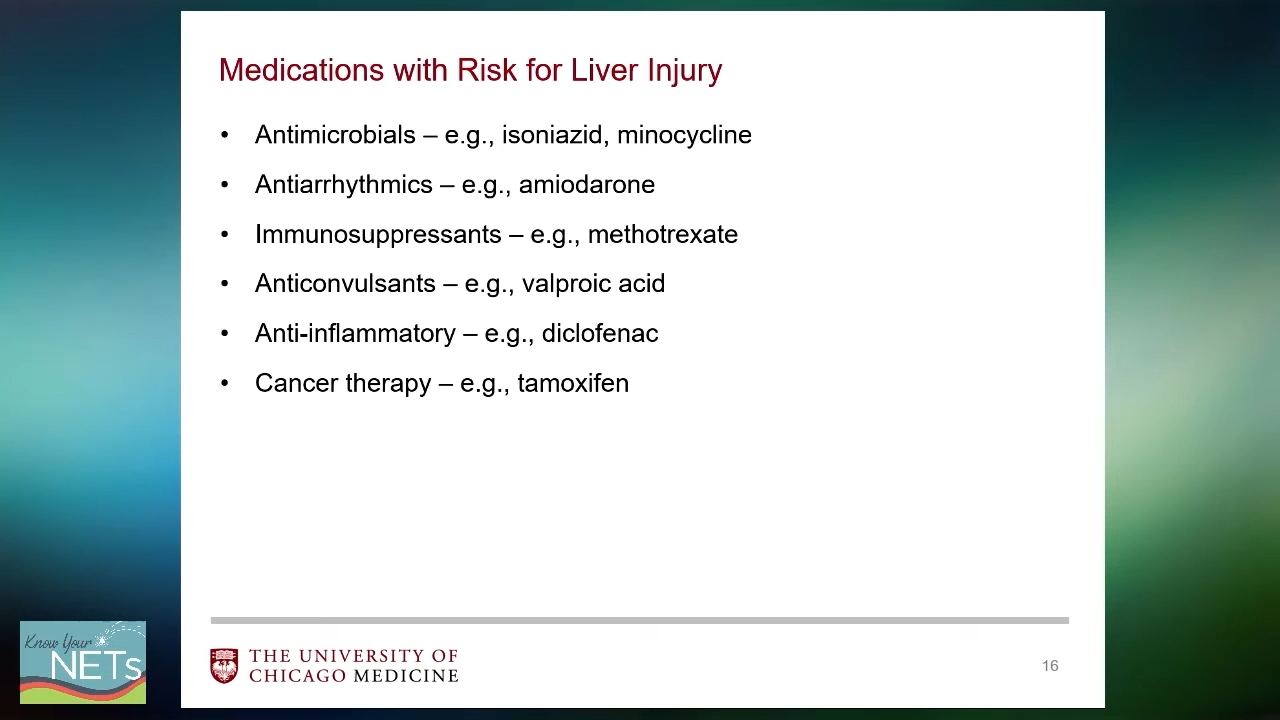 Medications with Risk for Liver Injury
• Antimicrobials – e.g., isoniazid, minocycline
• Antiarrhythmics – e.g., amiodarone
• Immunosuppressants – e.g., methotrexate
• Anticonvulsants – e.g., valproic acid
• Anti-inflammatory – e.g., diclofenac
• Cancer therapy – e.g., tamoxifen
Know Your
NETs
THE UNIVERSITY OF
CHICAGO MEDICINE
16